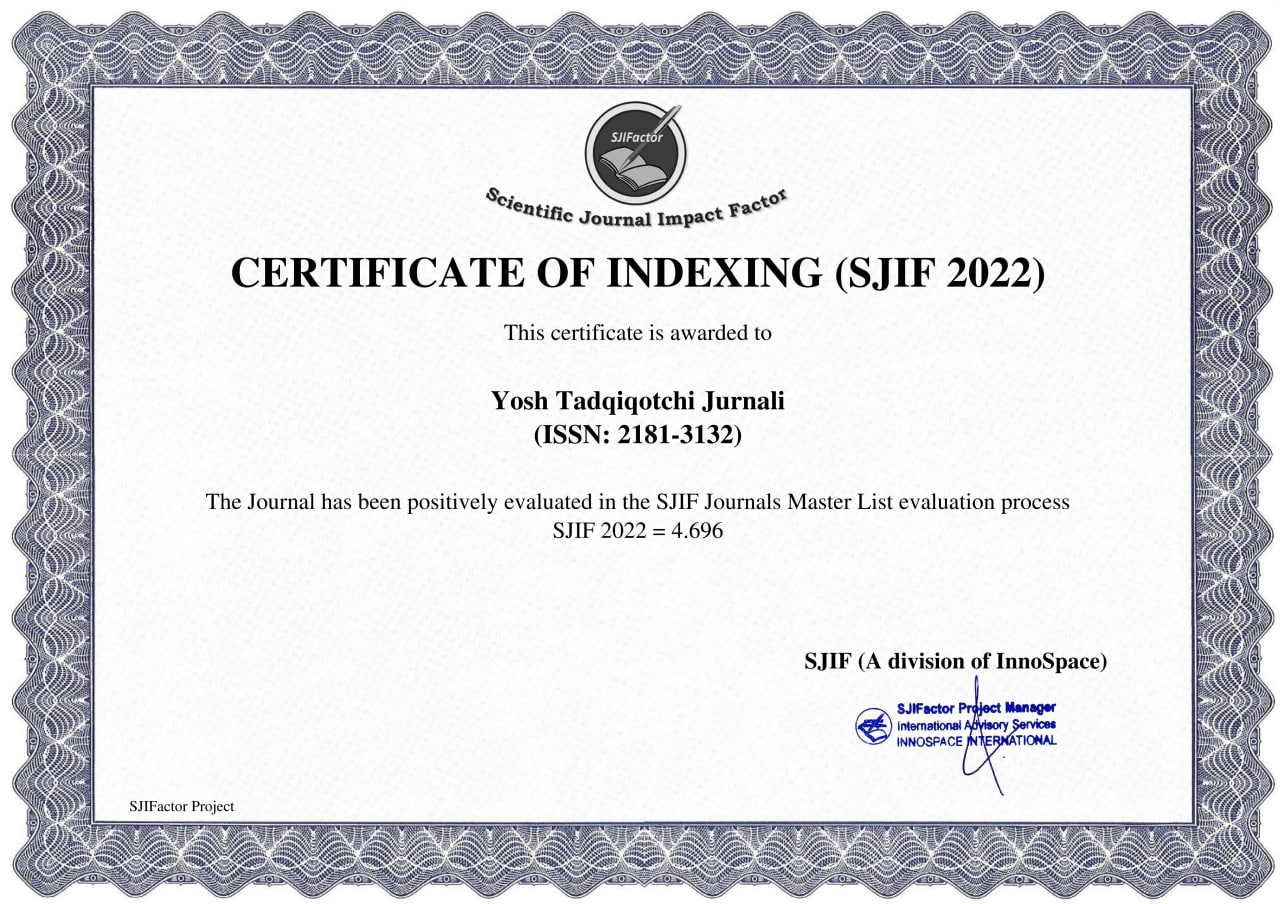 SJIFactor
Scientific Journal Impact Factor
CERTIFICATE OF INDEXING (SJIF 2022)
This certificate is awarded to
Yosh Tadqiqotchi Jurnali
(ISSN: 2181-3132)
The Journal has been positively evaluated in the SJIF Journals Master List evaluation process
SJIF 2022 = 4.696
SJIF (A division of InnoSpace)
SJIFactor Project Manager
International Advisory Services
INNOSPACE INTERNATIONAL
SJIFactor Project